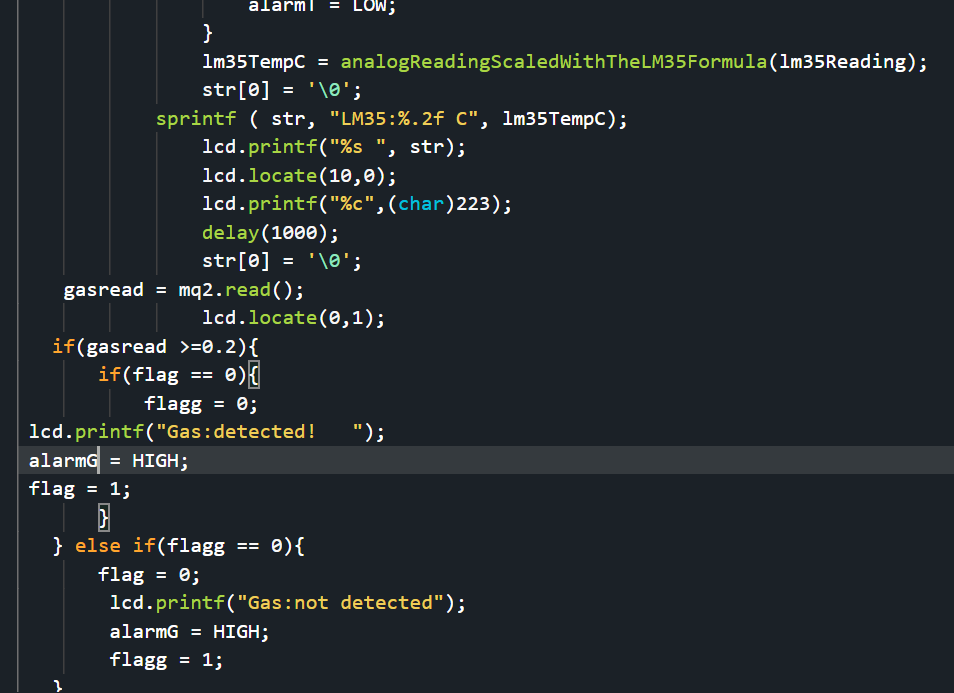 alarmT = LOW;
}
lm35TempC = analogReadingScaledWithTheLM35Formula(lm35Reading);
str[0] = '\0';
sprintf ( str, "LM35:%.2f C", lm35TempC);
lcd.printf("%s ", str);
lcd.locate(10,0);
lcd.printf("%c",(char)223);
delay(1000);
str[0] = '\0';
gasread = mq2.read();
lcd.locate(0,1);
if(gasread >=0.2){
if(flag == 0){
flagg = 0;
lcd.printf("Gas:detected!   ");
alarmG = HIGH;
flag = 1;
}
} else if(flagg == 0){
flag = 0;
lcd.printf("Gas:not detected");
alarmG = HIGH;
flagg = 1;
}